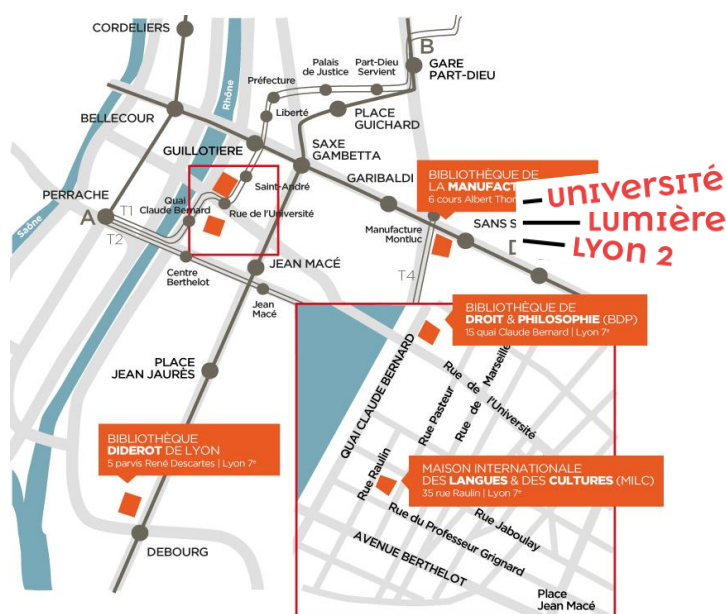 CORDELIERS
B
GARE
PART-DIEU
Palais
de Justice
Part-Dieu
Servient
Préfecture
Rhône
Liberté
PLACE
GUICHARD
BELLECOUR
GUILLOTIERE
SAXE
GAMBETTA
Saint-André
GARIBALDI
BIBLIOTHÈQUE DE
LA MANUFACT
6 cours Albert Thom
UNIVERSITÉ
LUMIÈRE
LYON 2
PERRACHE
Quai
Claude Bernard
Rue de l'Université
A
T1
T2
Saône
Manufacture
Montluc
SANS S
D
Centre
Berthelot
JEAN MACÉ
Jean
Macé
T4
BIBLIOTHÈQUE DE
DROIT & PHILOSOPHIE (BDP)
15 quai Claude Bernard | Lyon 7e
PLACE
JEAN JAURÈS
QUAI CLAUDE BERNARD
Rue Pasteur
Rue de Marseille
Rue de l'Université
BIBLIOTHÈQUE
DIDEROT DE LYON
5 parvis René Descartes | Lyon 7e
Rue Raulin
MAISON INTERNATIONALE
DES LANGUES & DES CULTURES (MILC)
35 rue Raulin | Lyon 7e
Rue Jaboulay
Rue du Professeur Grignard
AVENUE BERTHELOT
DEBOURG
Place
Jean Macé